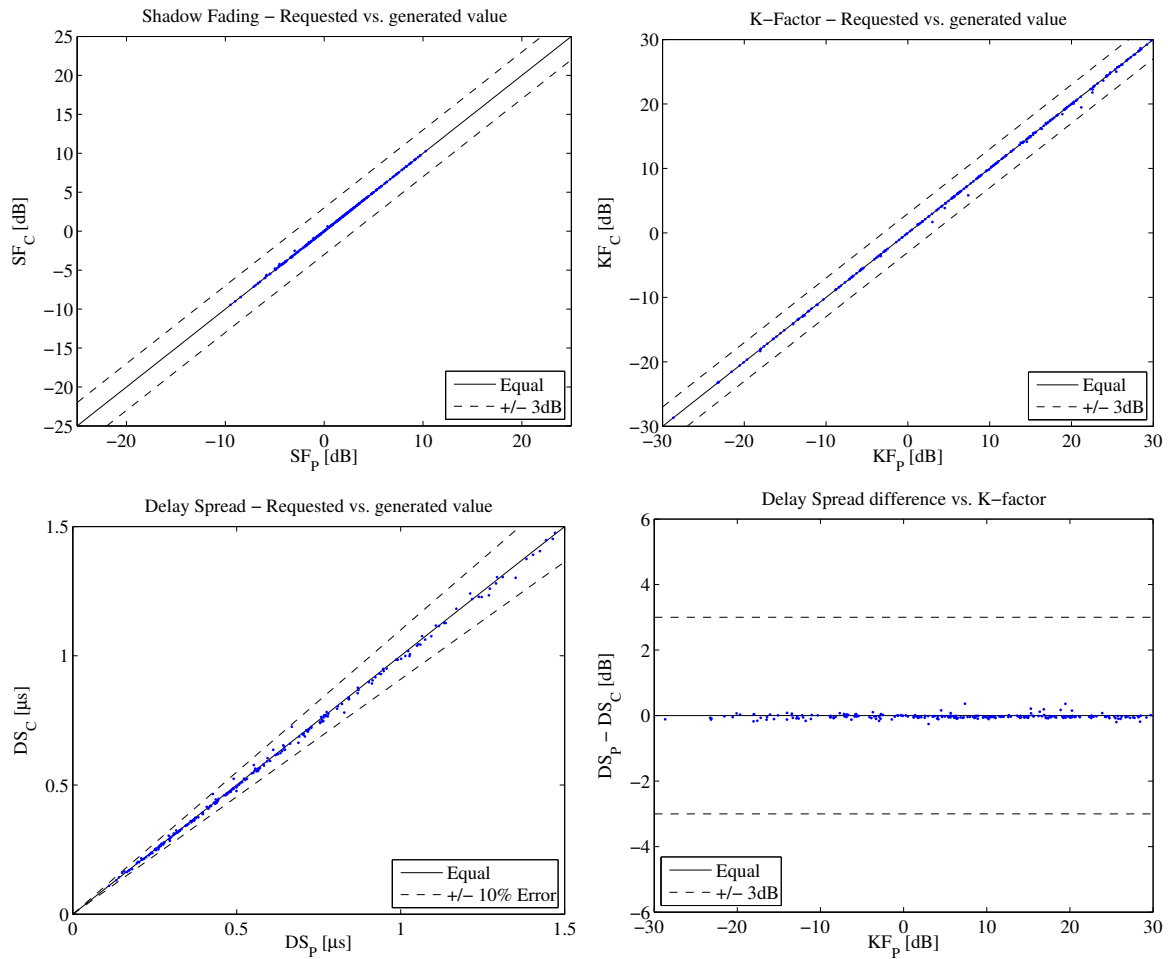 Shadow Fading − Requested vs. generated value
25
20
15
10
5
0
−5
−10
−15
−20
−25
SF_C [dB]
−20
−10
0
10
20
SF_P [dB]
Equal
+/− 3dB
K−Factor − Requested vs. generated value
30
20
10
0
−10
−20
−30
KF_C [dB]
−30
−20
−10
0
10
20
30
KF_P [dB]
Equal
+/− 3dB
Delay Spread − Requested vs. generated value
1.5
1
0.5
0
DS_C [µs]
0
0.5
1
1.5
DS_P [µs]
Equal
+/− 10% Error
Delay Spread difference vs. K−factor
6
4
2
0
−2
−4
−6
DS_P − DS_C [dB]
−30
−20
−10
0
10
20
30
KF_P [dB]
Equal
+/− 3dB